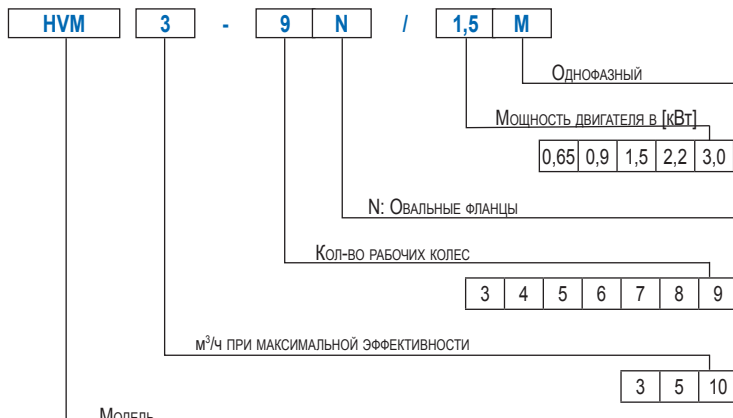 HVM 3 - 9 N / 1,5 M
Однофазный
Мощность двигателя в [кВт]
0,65 0,9 1,5 2,2 3,0
N: Овальные фланцы
Кол-во рабочих колес
3 4 5 6 7 8 9
м³/ч при максимальной эффективности
3 5 10
Модель